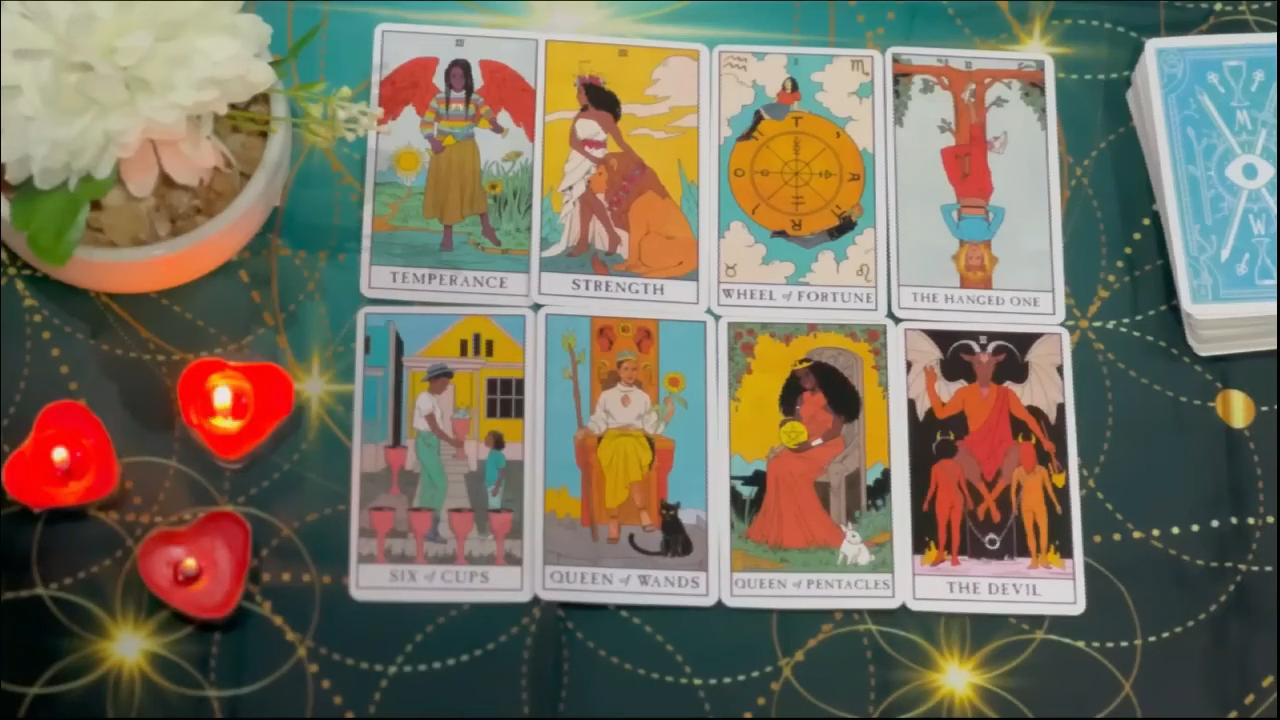 TEMPERANCE
STRENGTH
WHEEL of FORTUNE
THE HANGED ONE
SIX of CUPS
QUEEN of WANDS
QUEEN of PENTACLES
THE DEVIL
M
W